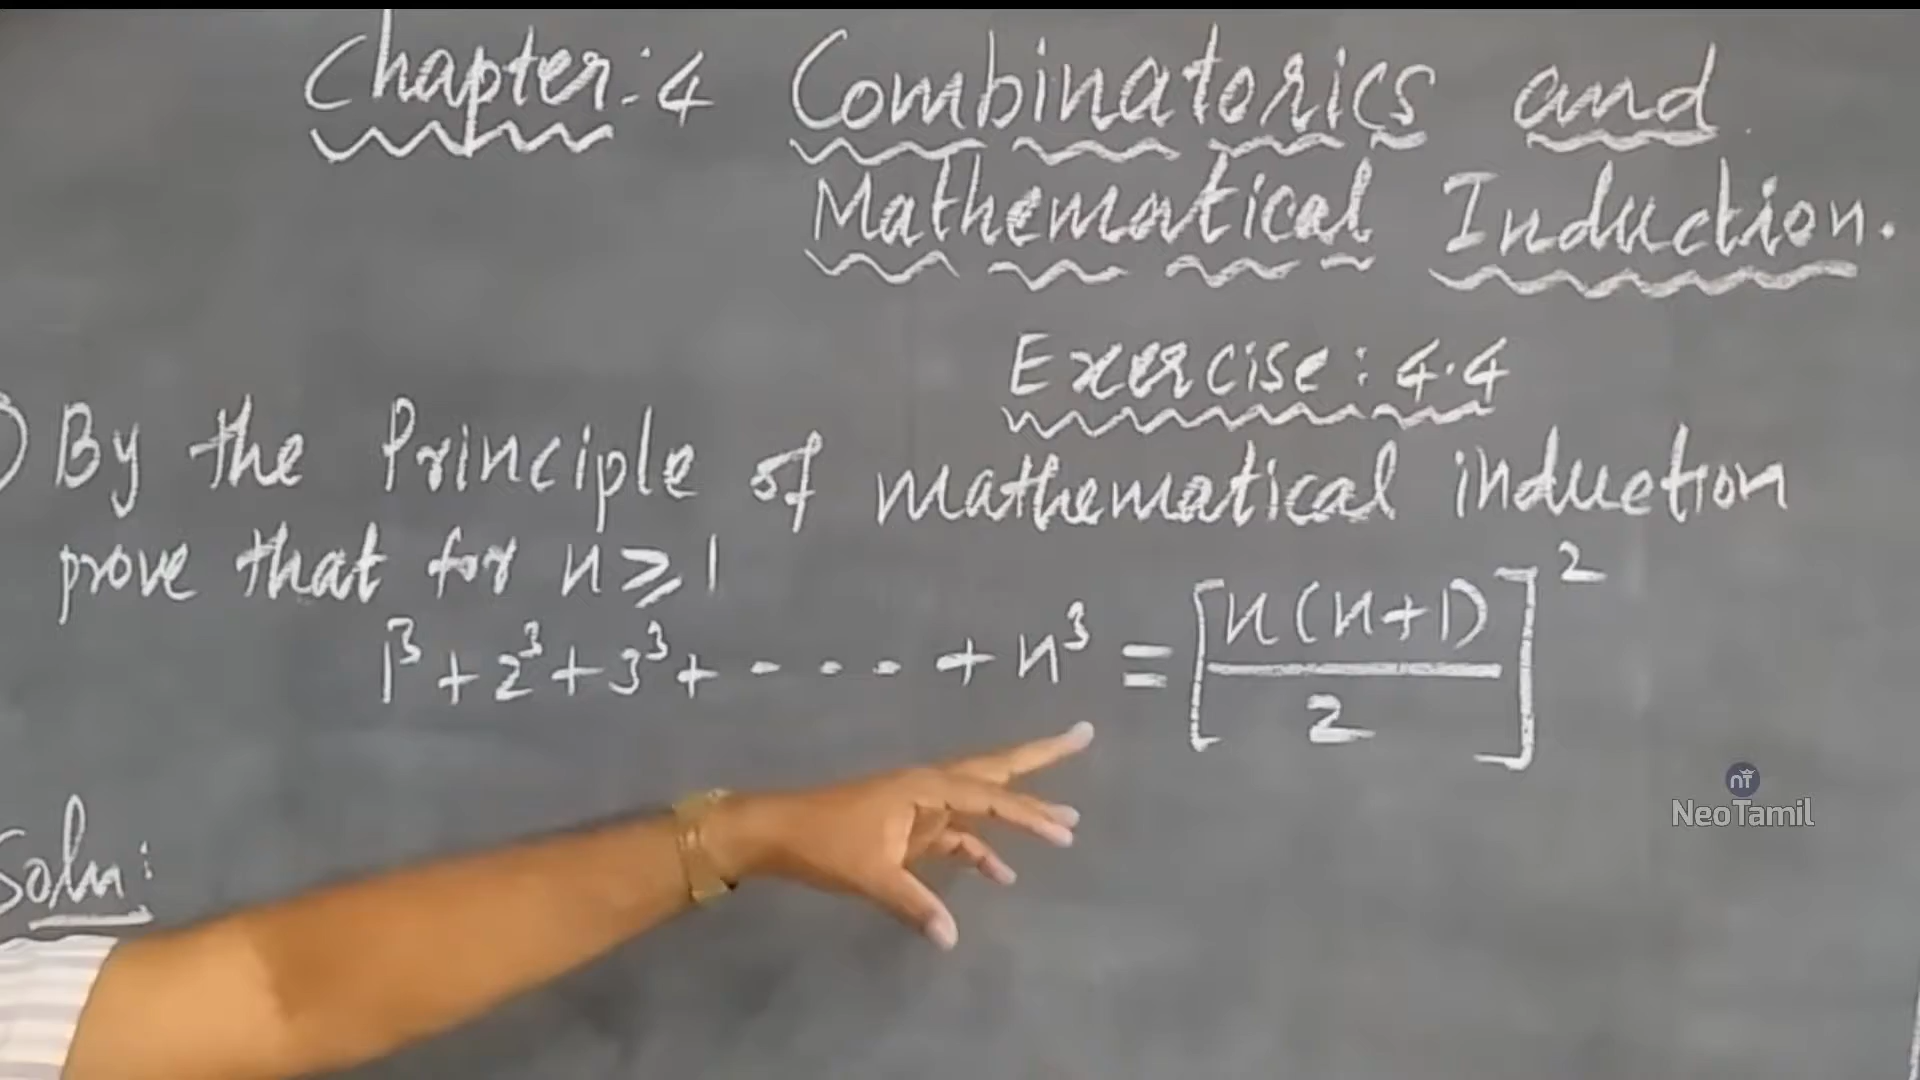 Chapter: 4 Combinatorics and
Mathematical Induction.
Exercise: 4.4
) By the Principle of mathematical induction
prove that for n ≥ 1
1³ + 2³ + 3³ + - - - - + n³ = [n(n+1)/2]²
Soln:
nT
NeoTamil